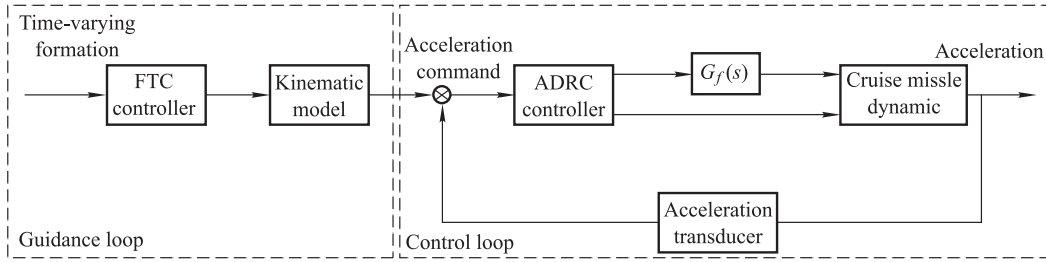 Time-varying
formation
FTC
controller
Kinematic
model
Guidance loop
Acceleration
command
ADRC
controller
G_f(s)
Cruise missle
dynamic
Acceleration
Acceleration
transducer
Control loop